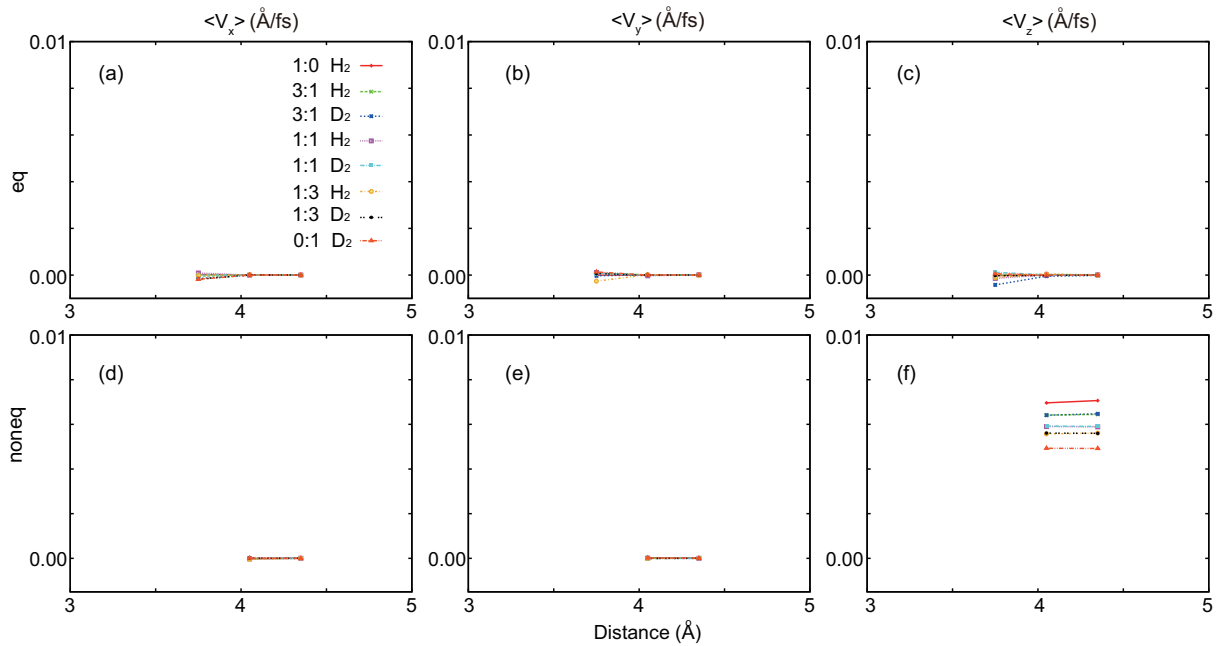 <Vx> (Å/fs)
<Vy> (Å/fs)
<Vz> (Å/fs)
0.01
(a)
1:0 H2
3:1 H2
3:1 D2
1:1 H2
1:1 D2
1:3 H2
1:3 D2
0:1 D2
eq
0.00
3 4 5
0.01
(b)
0.00
3 4 5
0.01
(c)
0.00
3 4 5
0.01
(d)
noneq
0.00
3 4 5
0.01
(e)
0.00
3 4 5
0.01
(f)
0.00
3 4 5
Distance (Å)